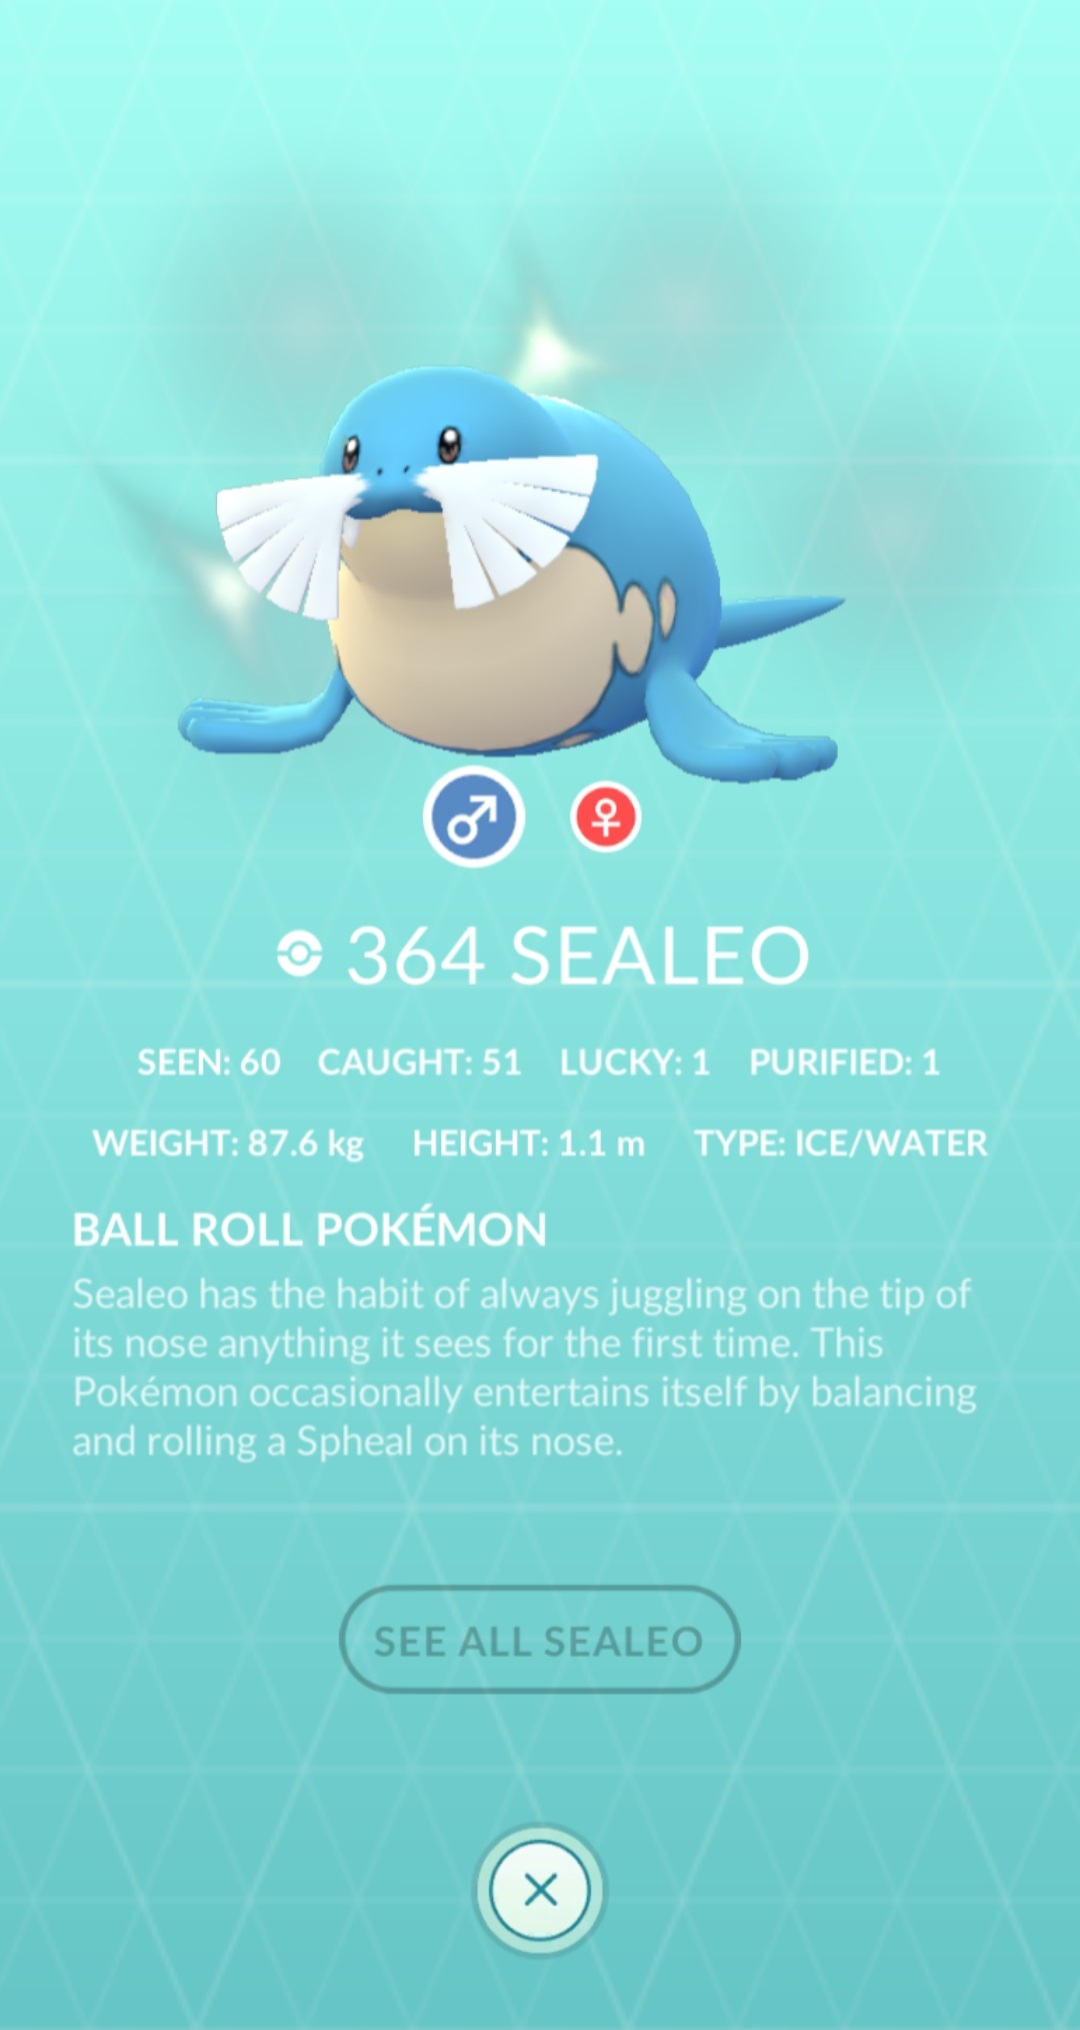 364 SEALEO
SEEN: 60 CAUGHT: 51 LUCKY: 1 PURIFIED: 1
WEIGHT: 87.6 kg HEIGHT: 1.1 m TYPE: ICE/WATER
BALL ROLL POKÉMON
Sealeo has the habit of always juggling on the tip of
its nose anything it sees for the first time. This
Pokémon occasionally entertains itself by balancing
and rolling a Spheal on its nose.
SEE ALL SEALEO